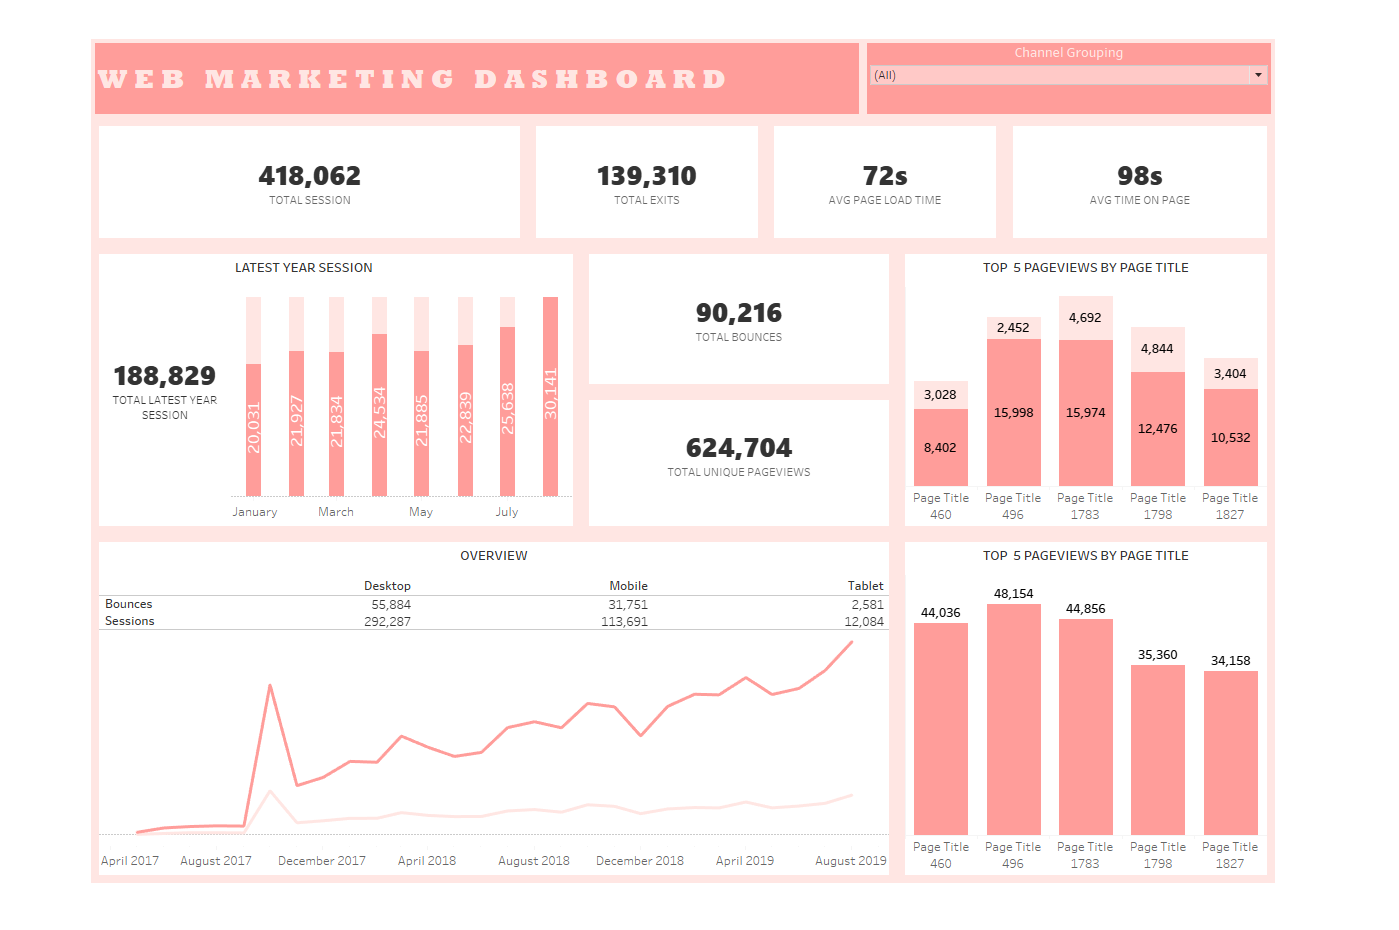 WEB MARKETING DASHBOARD
Channel Grouping
(All)
418,062
TOTAL SESSION
139,310
TOTAL EXITS
72s
AVG PAGE LOAD TIME
98s
AVG TIME ON PAGE
LATEST YEAR SESSION
188,829
TOTAL LATEST YEAR
SESSION
20,031
21,927
21,834
24,534
21,885
22,839
25,638
30,141
January
March
May
July
90,216
TOTAL BOUNCES
624,704
TOTAL UNIQUE PAGEVIEWS
TOP 5 PAGEVIEWS BY PAGE TITLE
3,028
8,402
2,452
15,998
4,692
15,974
4,844
12,476
3,404
10,532
Page Title
460
Page Title
496
Page Title
1783
Page Title
1798
Page Title
1827
OVERVIEW
Desktop Mobile Tablet
Bounces 55,884 31,751 2,581
Sessions 292,287 113,691 12,084
April 2017 August 2017 December 2017 April 2018 August 2018 December 2018 April 2019 August 2019
TOP 5 PAGEVIEWS BY PAGE TITLE
44,036
48,154
44,856
35,360
34,158
Page Title
460
Page Title
496
Page Title
1783
Page Title
1798
Page Title
1827